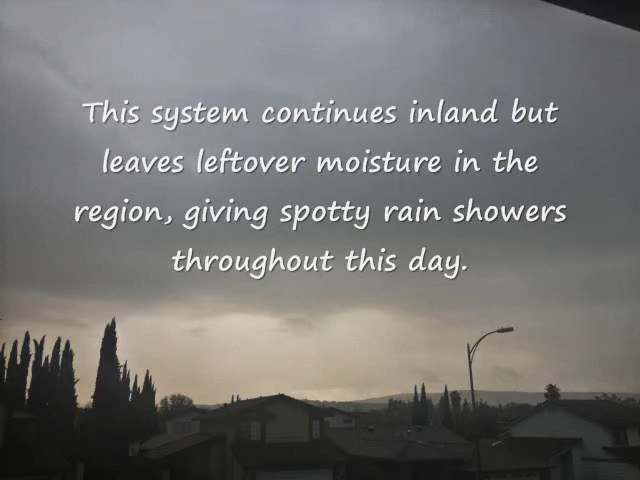 This system continues inland but
leaves leftover moisture in the
region, giving spotty rain showers
throughout this day.